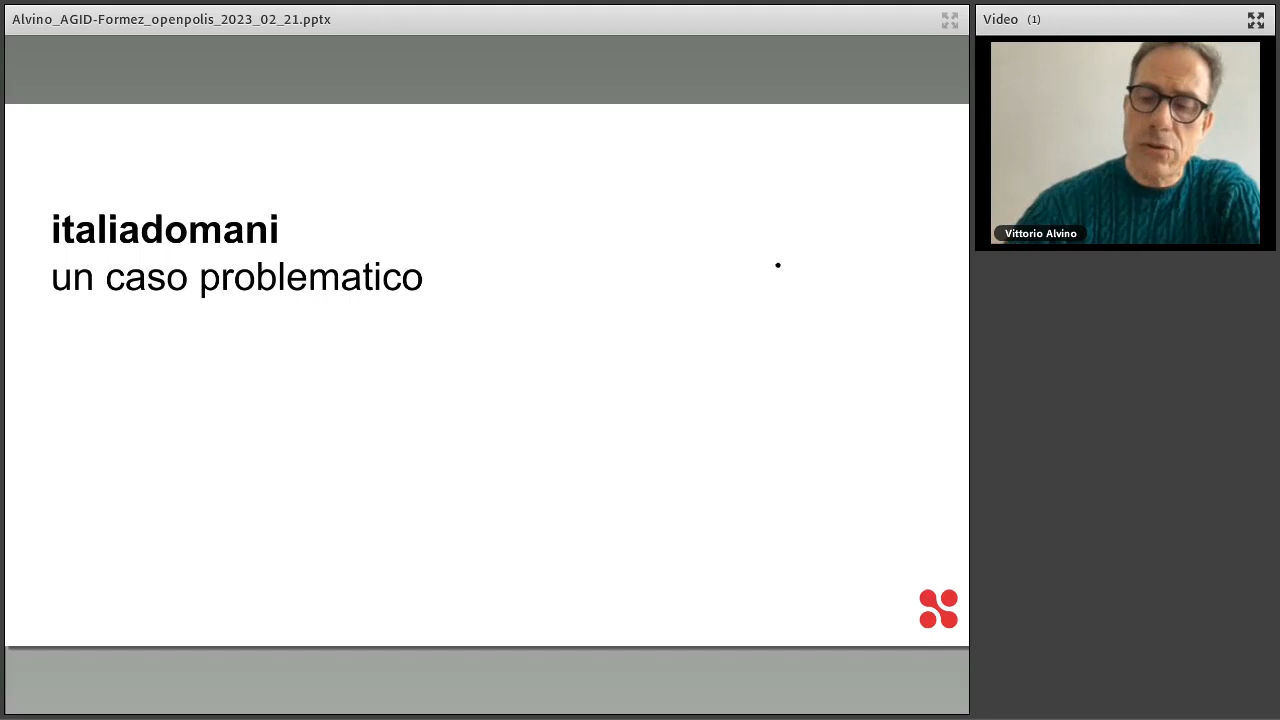 Alvino_AGID-Formez_openpolis_2023_02_21.pptx
Video (1)
Vittorio Alvino
italiadomani
un caso problematico